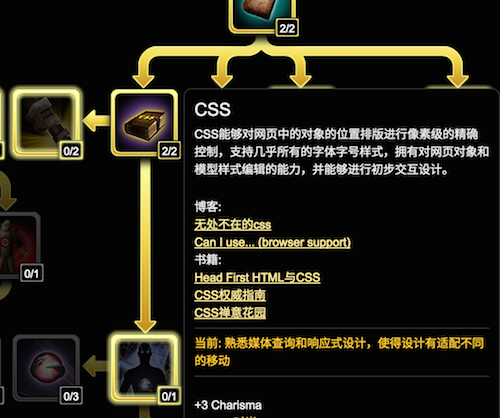 2/2
0/2
2/2
CSS
CSS能够对网页中的对象的位置排版进行像素级的精确
控制，支持几乎所有的字体字号样式，拥有对网页对象和
模型样式编辑的能力，并能够进行初步交互设计。
博客:
无处不在的css
Can I use... (browser support)
书籍:
Head First HTML与CSS
CSS权威指南
CSS禅意花园
0/1
当前: 熟悉媒体查询和响应式设计，使得设计有适配不同
的移动
0/3
0/1
+3 Charisma